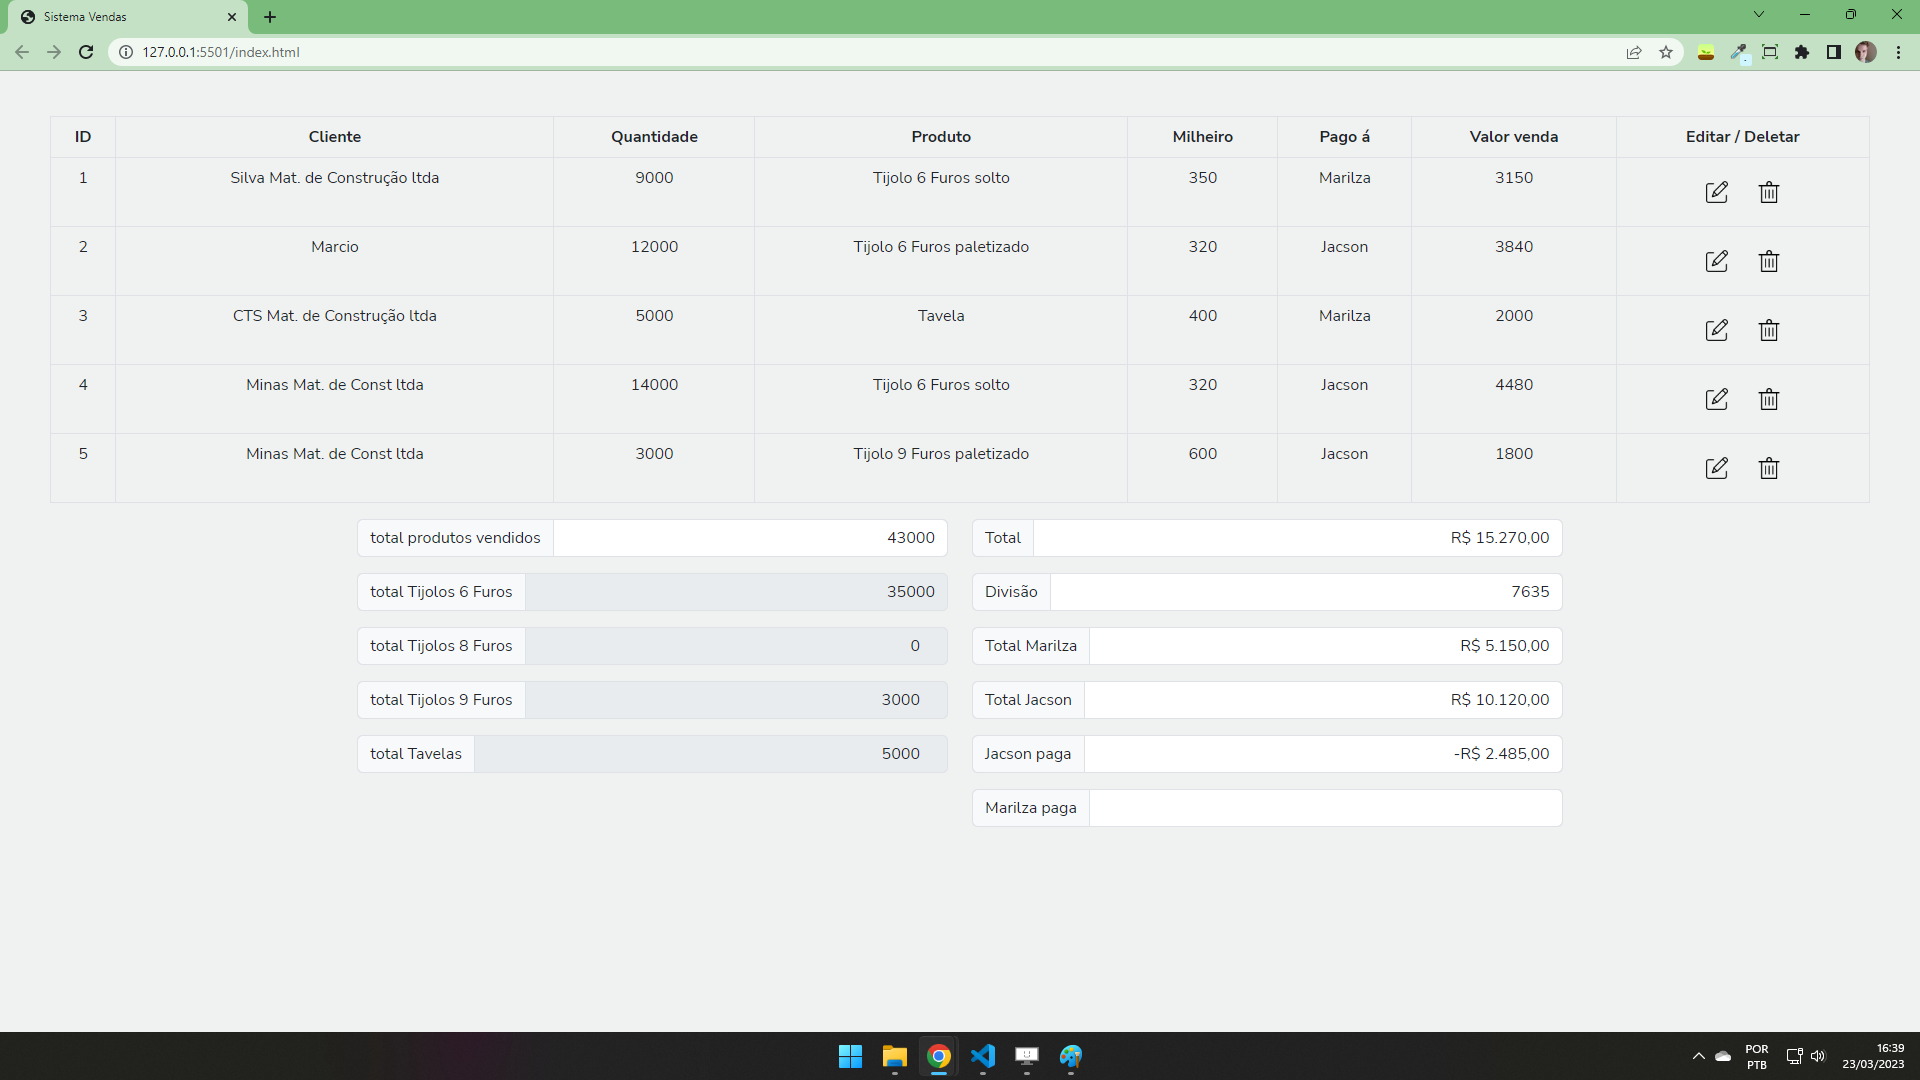 Sistema Vendas
127.0.0.1:5501/index.html
ID Cliente Quantidade Produto Milheiro Pago á Valor venda Editar / Deletar
1 Silva Mat. de Construção ltda 9000 Tijolo 6 Furos solto 350 Marilza 3150
2 Marcio 12000 Tijolo 6 Furos paletizado 320 Jacson 3840
3 CTS Mat. de Construção ltda 5000 Tavela 400 Marilza 2000
4 Minas Mat. de Const ltda 14000 Tijolo 6 Furos solto 320 Jacson 4480
5 Minas Mat. de Const ltda 3000 Tijolo 9 Furos paletizado 600 Jacson 1800
total produtos vendidos 43000
total Tijolos 6 Furos 35000
total Tijolos 8 Furos 0
total Tijolos 9 Furos 3000
total Tavelas 5000
Total R$ 15.270,00
Divisão 7635
Total Marilza R$ 5.150,00
Total Jacson R$ 10.120,00
Jacson paga -R$ 2.485,00
Marilza paga
POR
PTB
16:39
23/03/2023